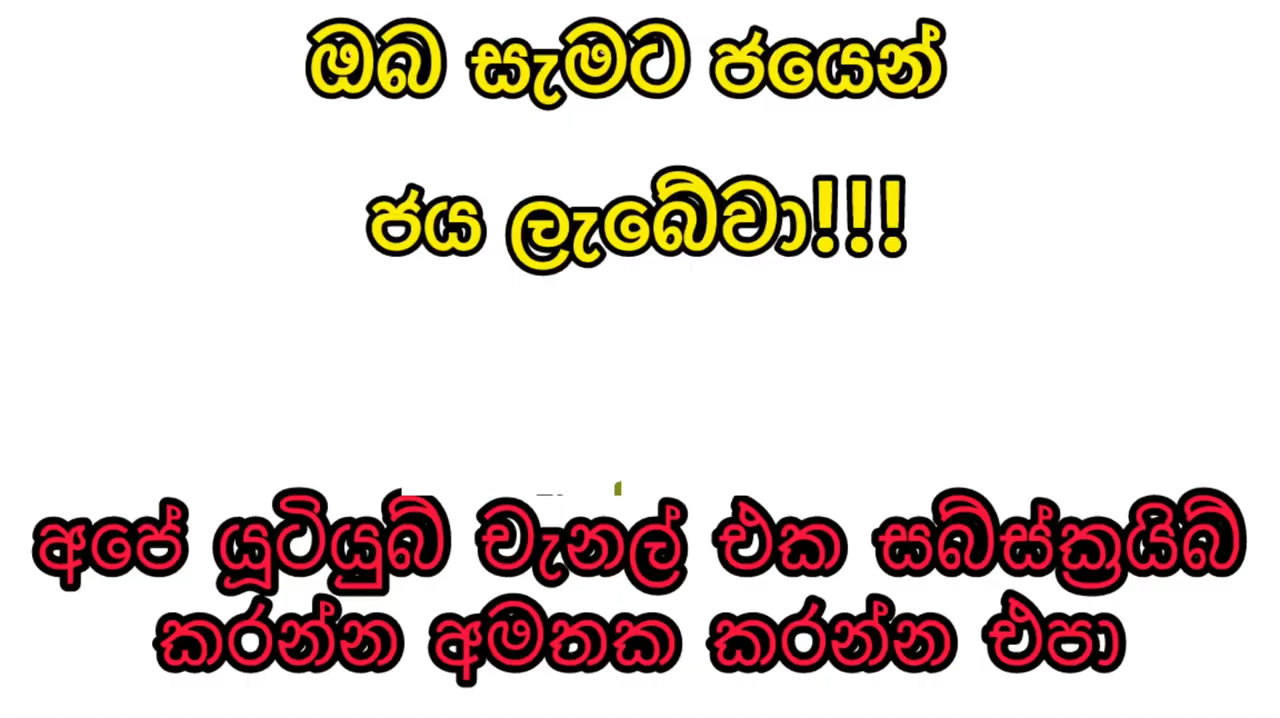 ඔබ සැමට ජයෙන්
ජය ලැබේවා!!!
අපේ යූටියුබ් චැනල් එක සබ්ස්ක්‍රයිබ්
කරන්න අමතක කරන්න එපා